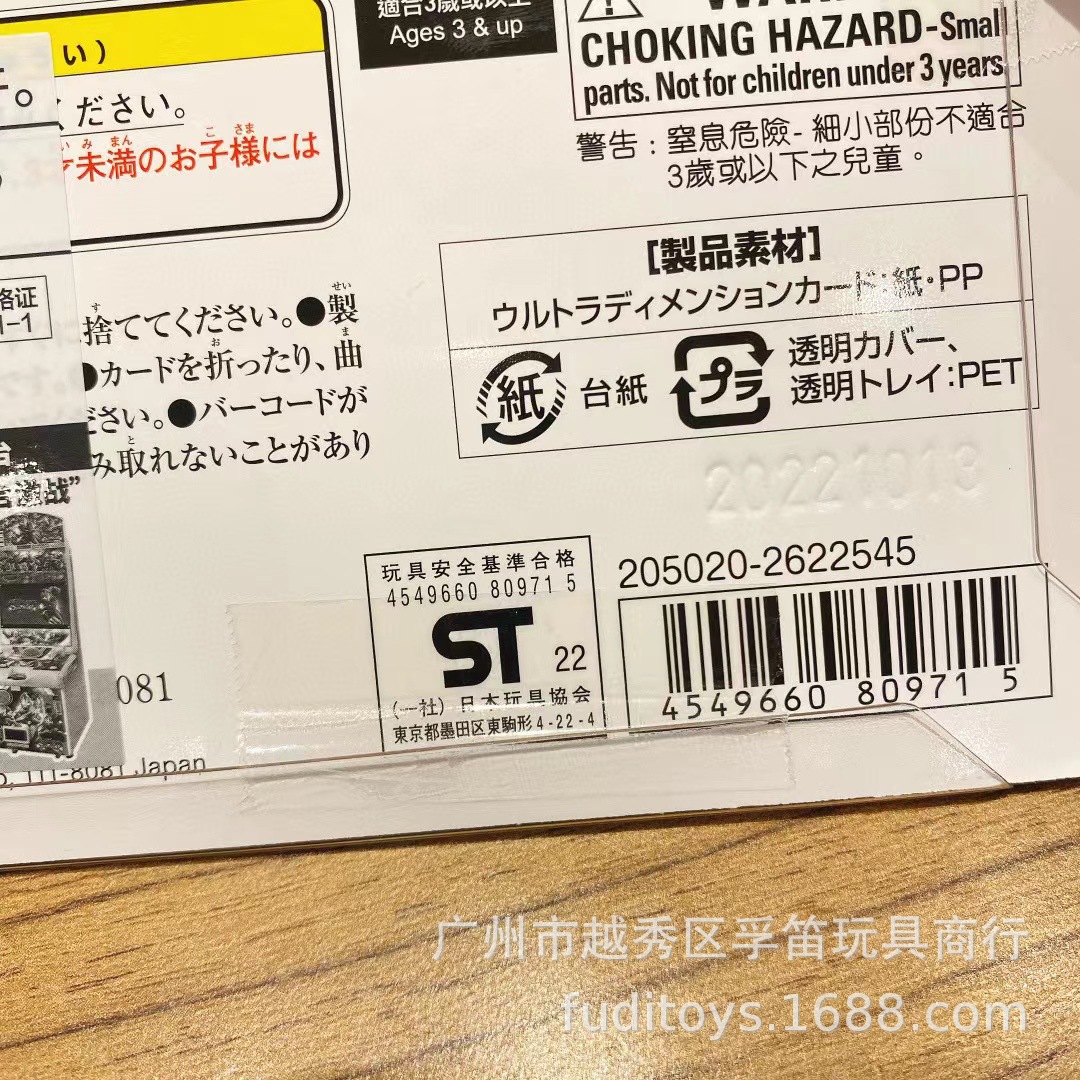 適合3歲或以上
Ages 3 & up
CHOKING HAZARD-Small
parts. Not for children under 3 years
警告：窒息危險- 細小部份不適合
3歲或以下之兒童。
い）
ください。
未満のお子様には
捨ててください。●製
●カードを折ったり、曲
ださい。●バーコードが
み取れないことがあり
格证
[製品素材]
ウルトラディメンションカード：紙・PP
紙 台紙
プラ 透明カバー、
透明トレイ：PET
20221013
玩具安全基準合格
4549660 80971 5
ST 22
(一社) 日本玩具協会
東京都墨田区東駒形4-22-4
205020-2622545
4549660 80971 5
081
111-8081 Japan
广州市越秀区孚笛玩具商行
fuditoys.1688.com